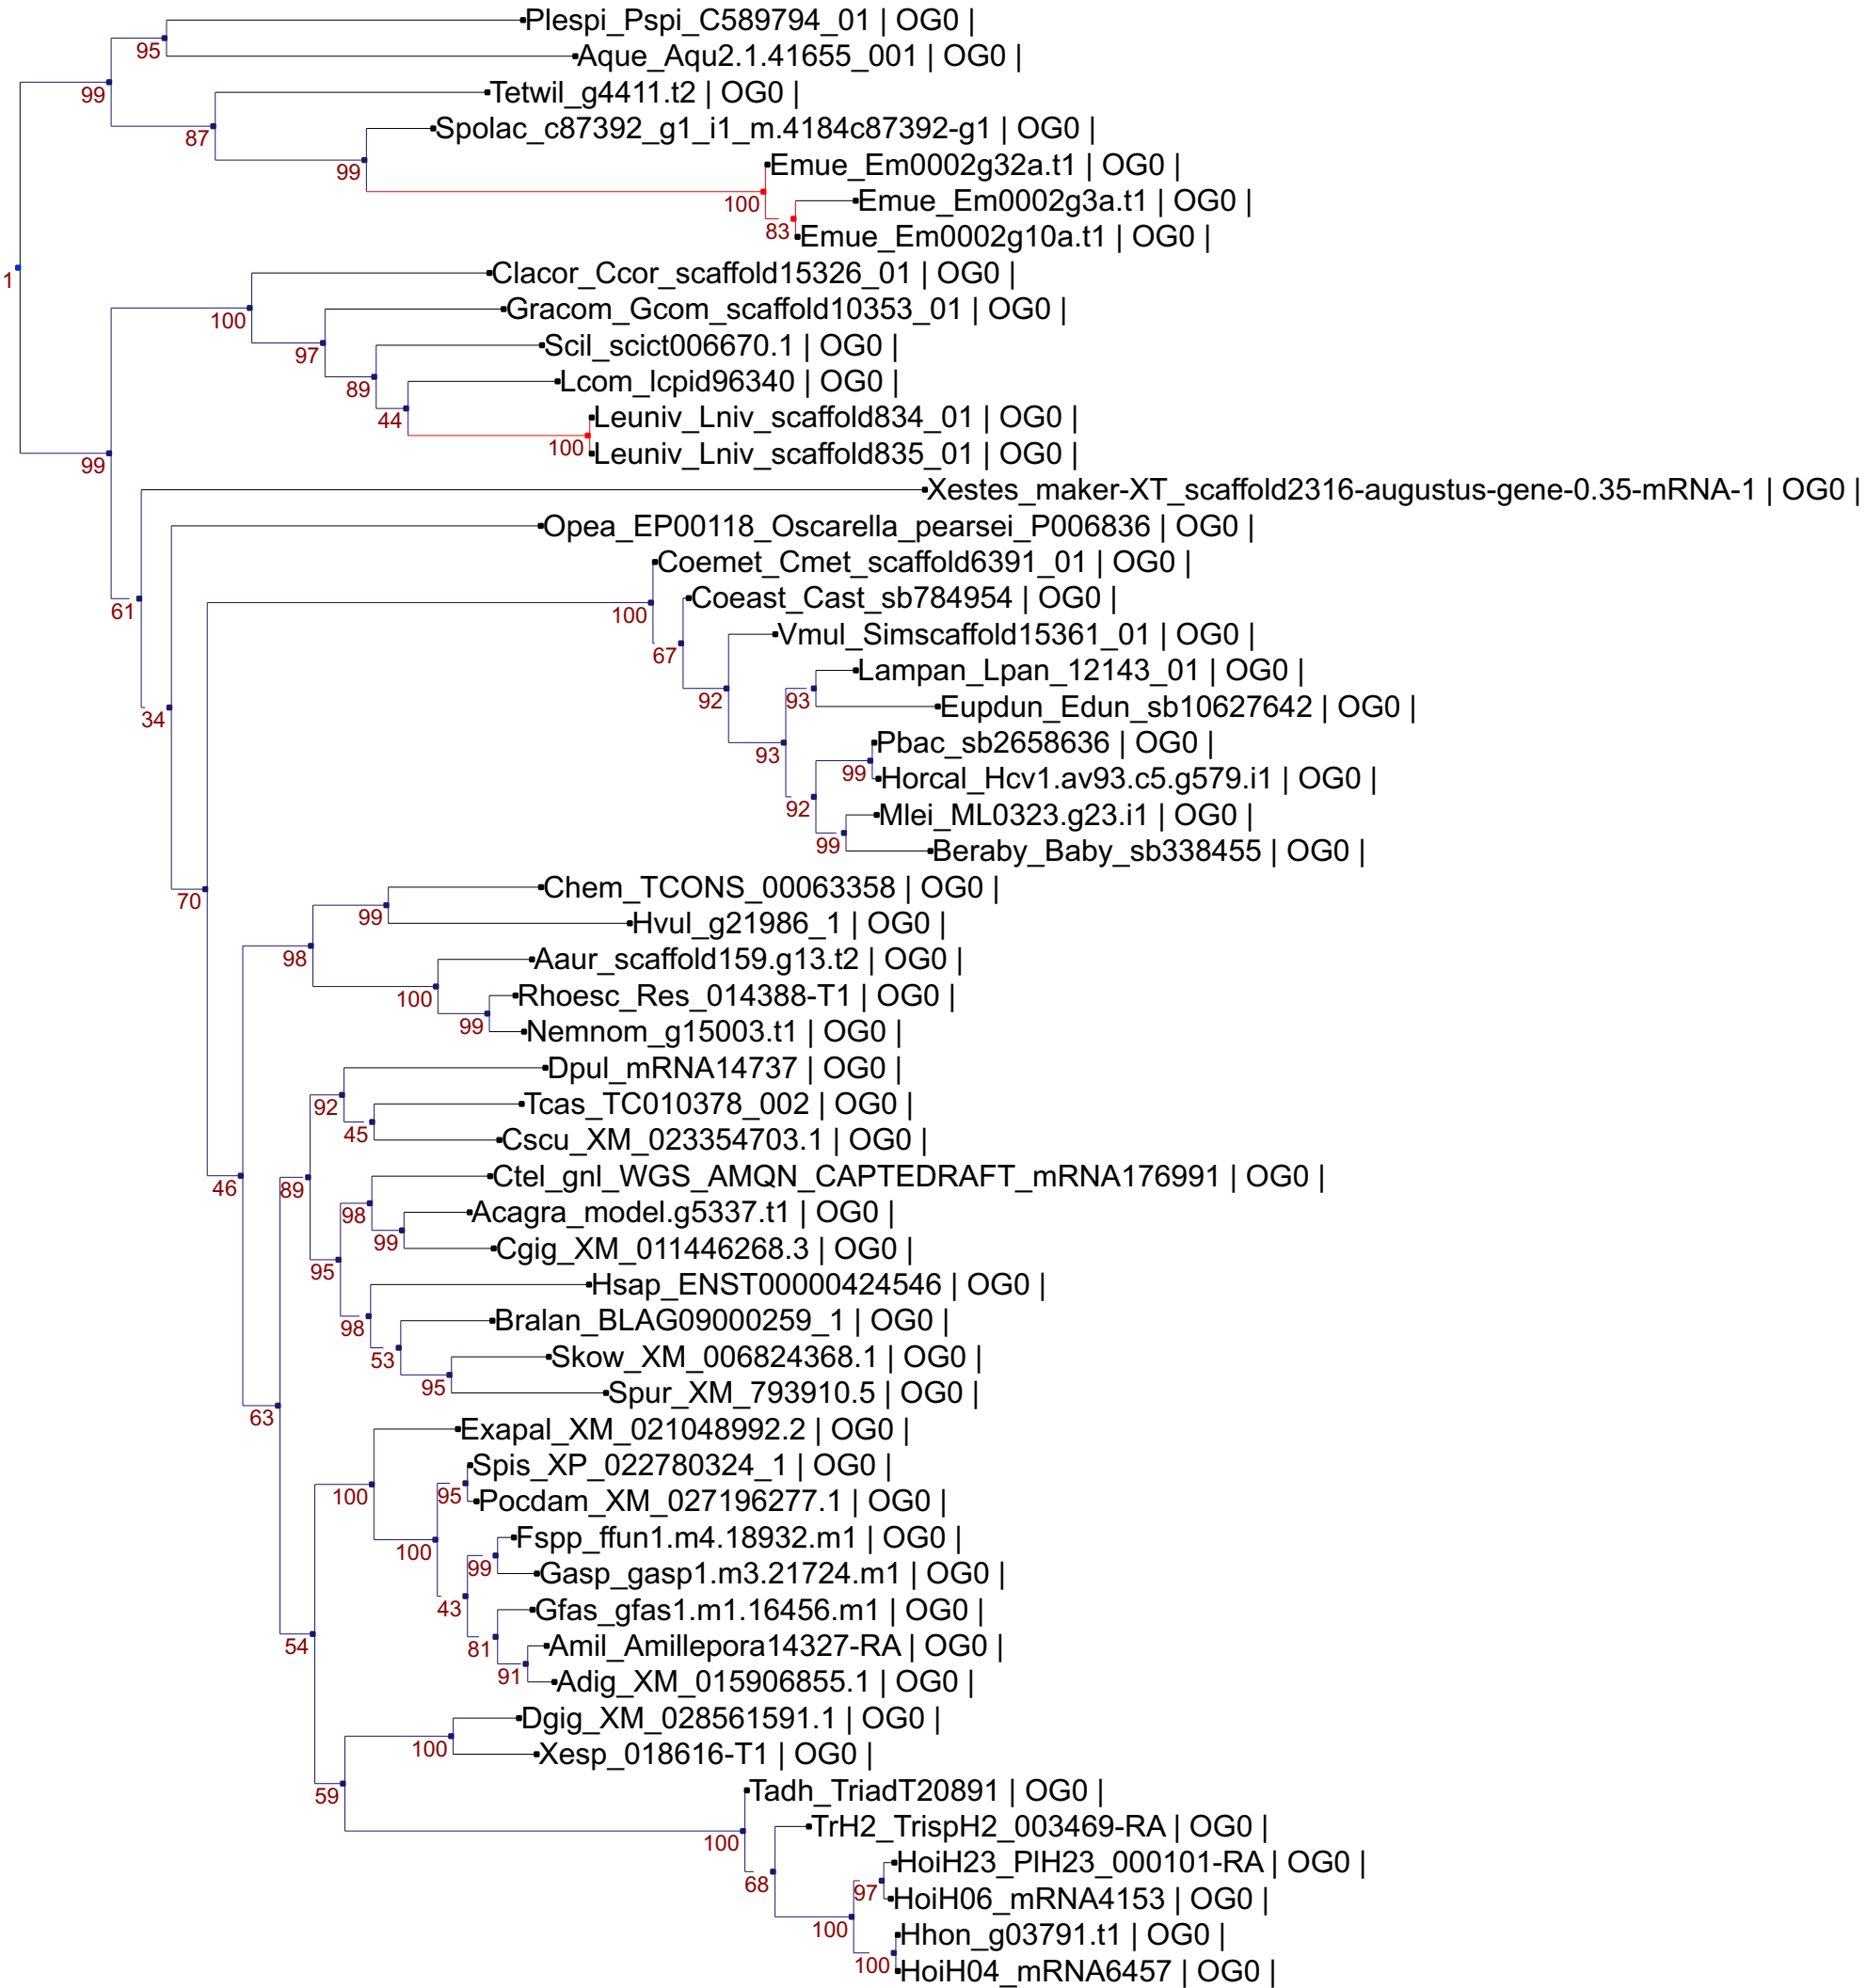 Plespi_Pspi_C589794_01 | OG0 |
95
Aque_Aqu2.1.41655_001 | OG0 |
99
Tetwil_g4411.t2 | OG0 |
87
Spolac_c87392_g1_i1_m.4184c87392-g1 | OG0 |
99
Emue_Em0002g32a.t1 | OG0 |
100
Emue_Em0002g3a.t1 | OG0 |
83
Emue_Em0002g10a.t1 | OG0 |
1
Clacor_Ccor_scaffold15326_01 | OG0 |
100
Gracom_Gcom_scaffold10353_01 | OG0 |
97
Scil_scict006670.1 | OG0 |
89
Lcom_lcpid96340 | OG0 |
44
Leuniv_Lniv_scaffold834_01 | OG0 |
100
Leuniv_Lniv_scaffold835_01 | OG0 |
99
Xestes_maker-XT_scaffold2316-augustus-gene-0.35-mRNA-1 | OG0 |
Opea_EP00118_Oscarella_pearsei_P006836 | OG0 |
Coemet_Cmet_scaffold6391_01 | OG0 |
61
100
Coeast_Cast_sb784954 | OG0 |
Vmul_Simscaffold15361_01 | OG0 |
67
Lampan_Lpan_12143_01 | OG0 |
92
93
Eupdun_Edun_sb10627642 | OG0 |
34
Pbac_sb2658636 | OG0 |
93
99
Horcal_Hcv1.av93.c5.g579.i1 | OG0 |
92
Mlei_ML0323.g23.i1 | OG0 |
99
Beraby_Baby_sb338455 | OG0 |
Chem_TCONS_00063358 | OG0 |
70
99
Hvul_g21986_1 | OG0 |
98
Aaur_scaffold159.g13.t2 | OG0 |
100
Rhoesc_Res_014388-T1 | OG0 |
99
Nemnom_g15003.t1 | OG0 |
Dpul_mRNA14737 | OG0 |
92
Tcas_TC010378_002 | OG0 |
45
Cscu_XM_023354703.1 | OG0 |
Ctel_gnl_WGS_AMQN_CAPTEDRAFT_mRNA176991 | OG0 |
46
89
Acagra_model.g5337.t1 | OG0 |
98
99
Cgig_XM_011446268.3 | OG0 |
95
Hsap_ENST00000424546 | OG0 |
98
Bralan_BLAG09000259_1 | OG0 |
53
Skow_XM_006824368.1 | OG0 |
95
Spur_XM_793910.5 | OG0 |
63
Exapal_XM_021048992.2 | OG0 |
Spis_XP_022780324_1 | OG0 |
100
95
Pocdam_XM_027196277.1 | OG0 |
Fspp_ffun1.m4.18932.m1 | OG0 |
100
99
Gasp_gasp1.m3.21724.m1 | OG0 |
43
Gfas_gfas1.m1.16456.m1 | OG0 |
54
81
Amil_Amillepora14327-RA | OG0 |
91
Adig_XM_015906855.1 | OG0 |
Dgig_XM_028561591.1 | OG0 |
100
Xesp_018616-T1 | OG0 |
59
Tadh_TriadT20891 | OG0 |
TrH2_TrispH2_003469-RA | OG0 |
100
HoiH23_PlH23_000101-RA | OG0 |
68
97
HoiH06_mRNA4153 | OG0 |
100
Hhon_g03791.t1 | OG0 |
100
HoiH04_mRNA6457 | OG0 |